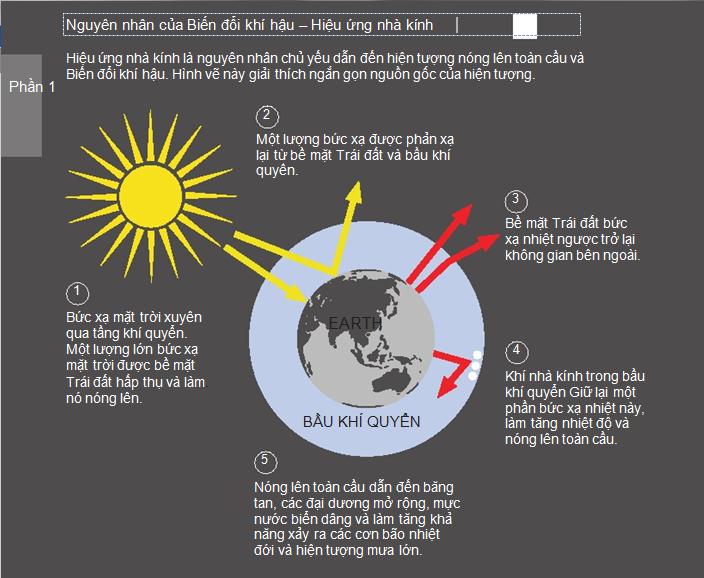 Nguyên nhân của Biến đổi khí hậu – Hiệu ứng nhà kính
Hiệu ứng nhà kính là nguyên nhân chủ yếu dẫn đến hiện tượng nóng lên toàn cầu và
Biến đổi khí hậu. Hình vẽ này giải thích ngắn gọn nguồn gốc của hiện tượng.
Phần 1
2
Một lượng bức xạ được phản xạ
lại từ bề mặt Trái đất và bầu khí
quyển.
3
Bề mặt Trái đất bức
xạ nhiệt ngược trở lại
không gian bên ngoài.
1
Bức xạ mặt trời xuyên
qua tầng khí quyển.
Một lượng lớn bức xạ
mặt trời được bề mặt
Trái đất hấp thụ và làm
nó nóng lên.
EARTH
4
Khí nhà kính trong bầu
khí quyển Giữ lại một
phần bức xạ nhiệt này,
làm tăng nhiệt độ và
nóng lên toàn cầu.
BẦU KHÍ QUYỂN
5
Nóng lên toàn cầu dẫn đến băng
tan, các đại dương mở rộng, mực
nước biển dâng và làm tăng khả
năng xảy ra các cơn bão nhiệt
đới và hiện tượng mưa lớn.